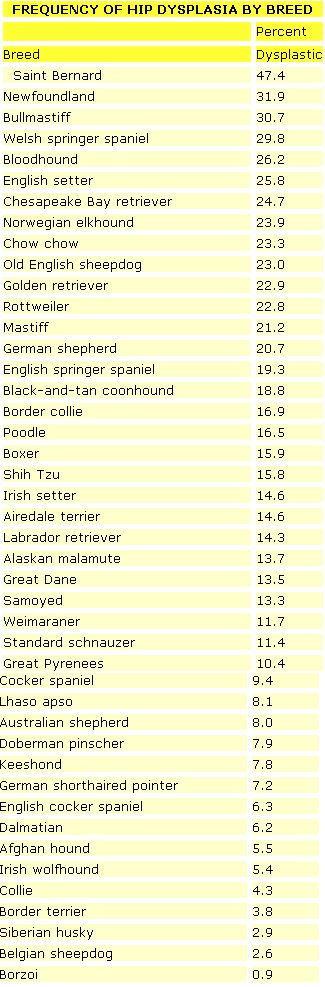 FREQUENCY OF HIP DYSPLASIA BY BREED
Percent
Breed Dysplastic
Saint Bernard 47.4
Newfoundland 31.9
Bullmastiff 30.7
Welsh springer spaniel 29.8
Bloodhound 26.2
English setter 25.8
Chesapeake Bay retriever 24.7
Norwegian elkhound 23.9
Chow chow 23.3
Old English sheepdog 23.0
Golden retriever 22.9
Rottweiler 22.8
Mastiff 21.2
German shepherd 20.7
English springer spaniel 19.3
Black-and-tan coonhound 18.8
Border collie 16.9
Poodle 16.5
Boxer 15.9
Shih Tzu 15.8
Irish setter 14.6
Airedale terrier 14.6
Labrador retriever 14.3
Alaskan malamute 13.7
Great Dane 13.5
Samoyed 13.3
Weimaraner 11.7
Standard schnauzer 11.4
Great Pyrenees 10.4
Cocker spaniel 9.4
Lhaso apso 8.1
Australian shepherd 8.0
Doberman pinscher 7.9
Keeshond 7.8
German shorthaired pointer 7.2
English cocker spaniel 6.3
Dalmatian 6.2
Afghan hound 5.5
Irish wolfhound 5.4
Collie 4.3
Border terrier 3.8
Siberian husky 2.9
Belgian sheepdog 2.6
Borzoi 0.9